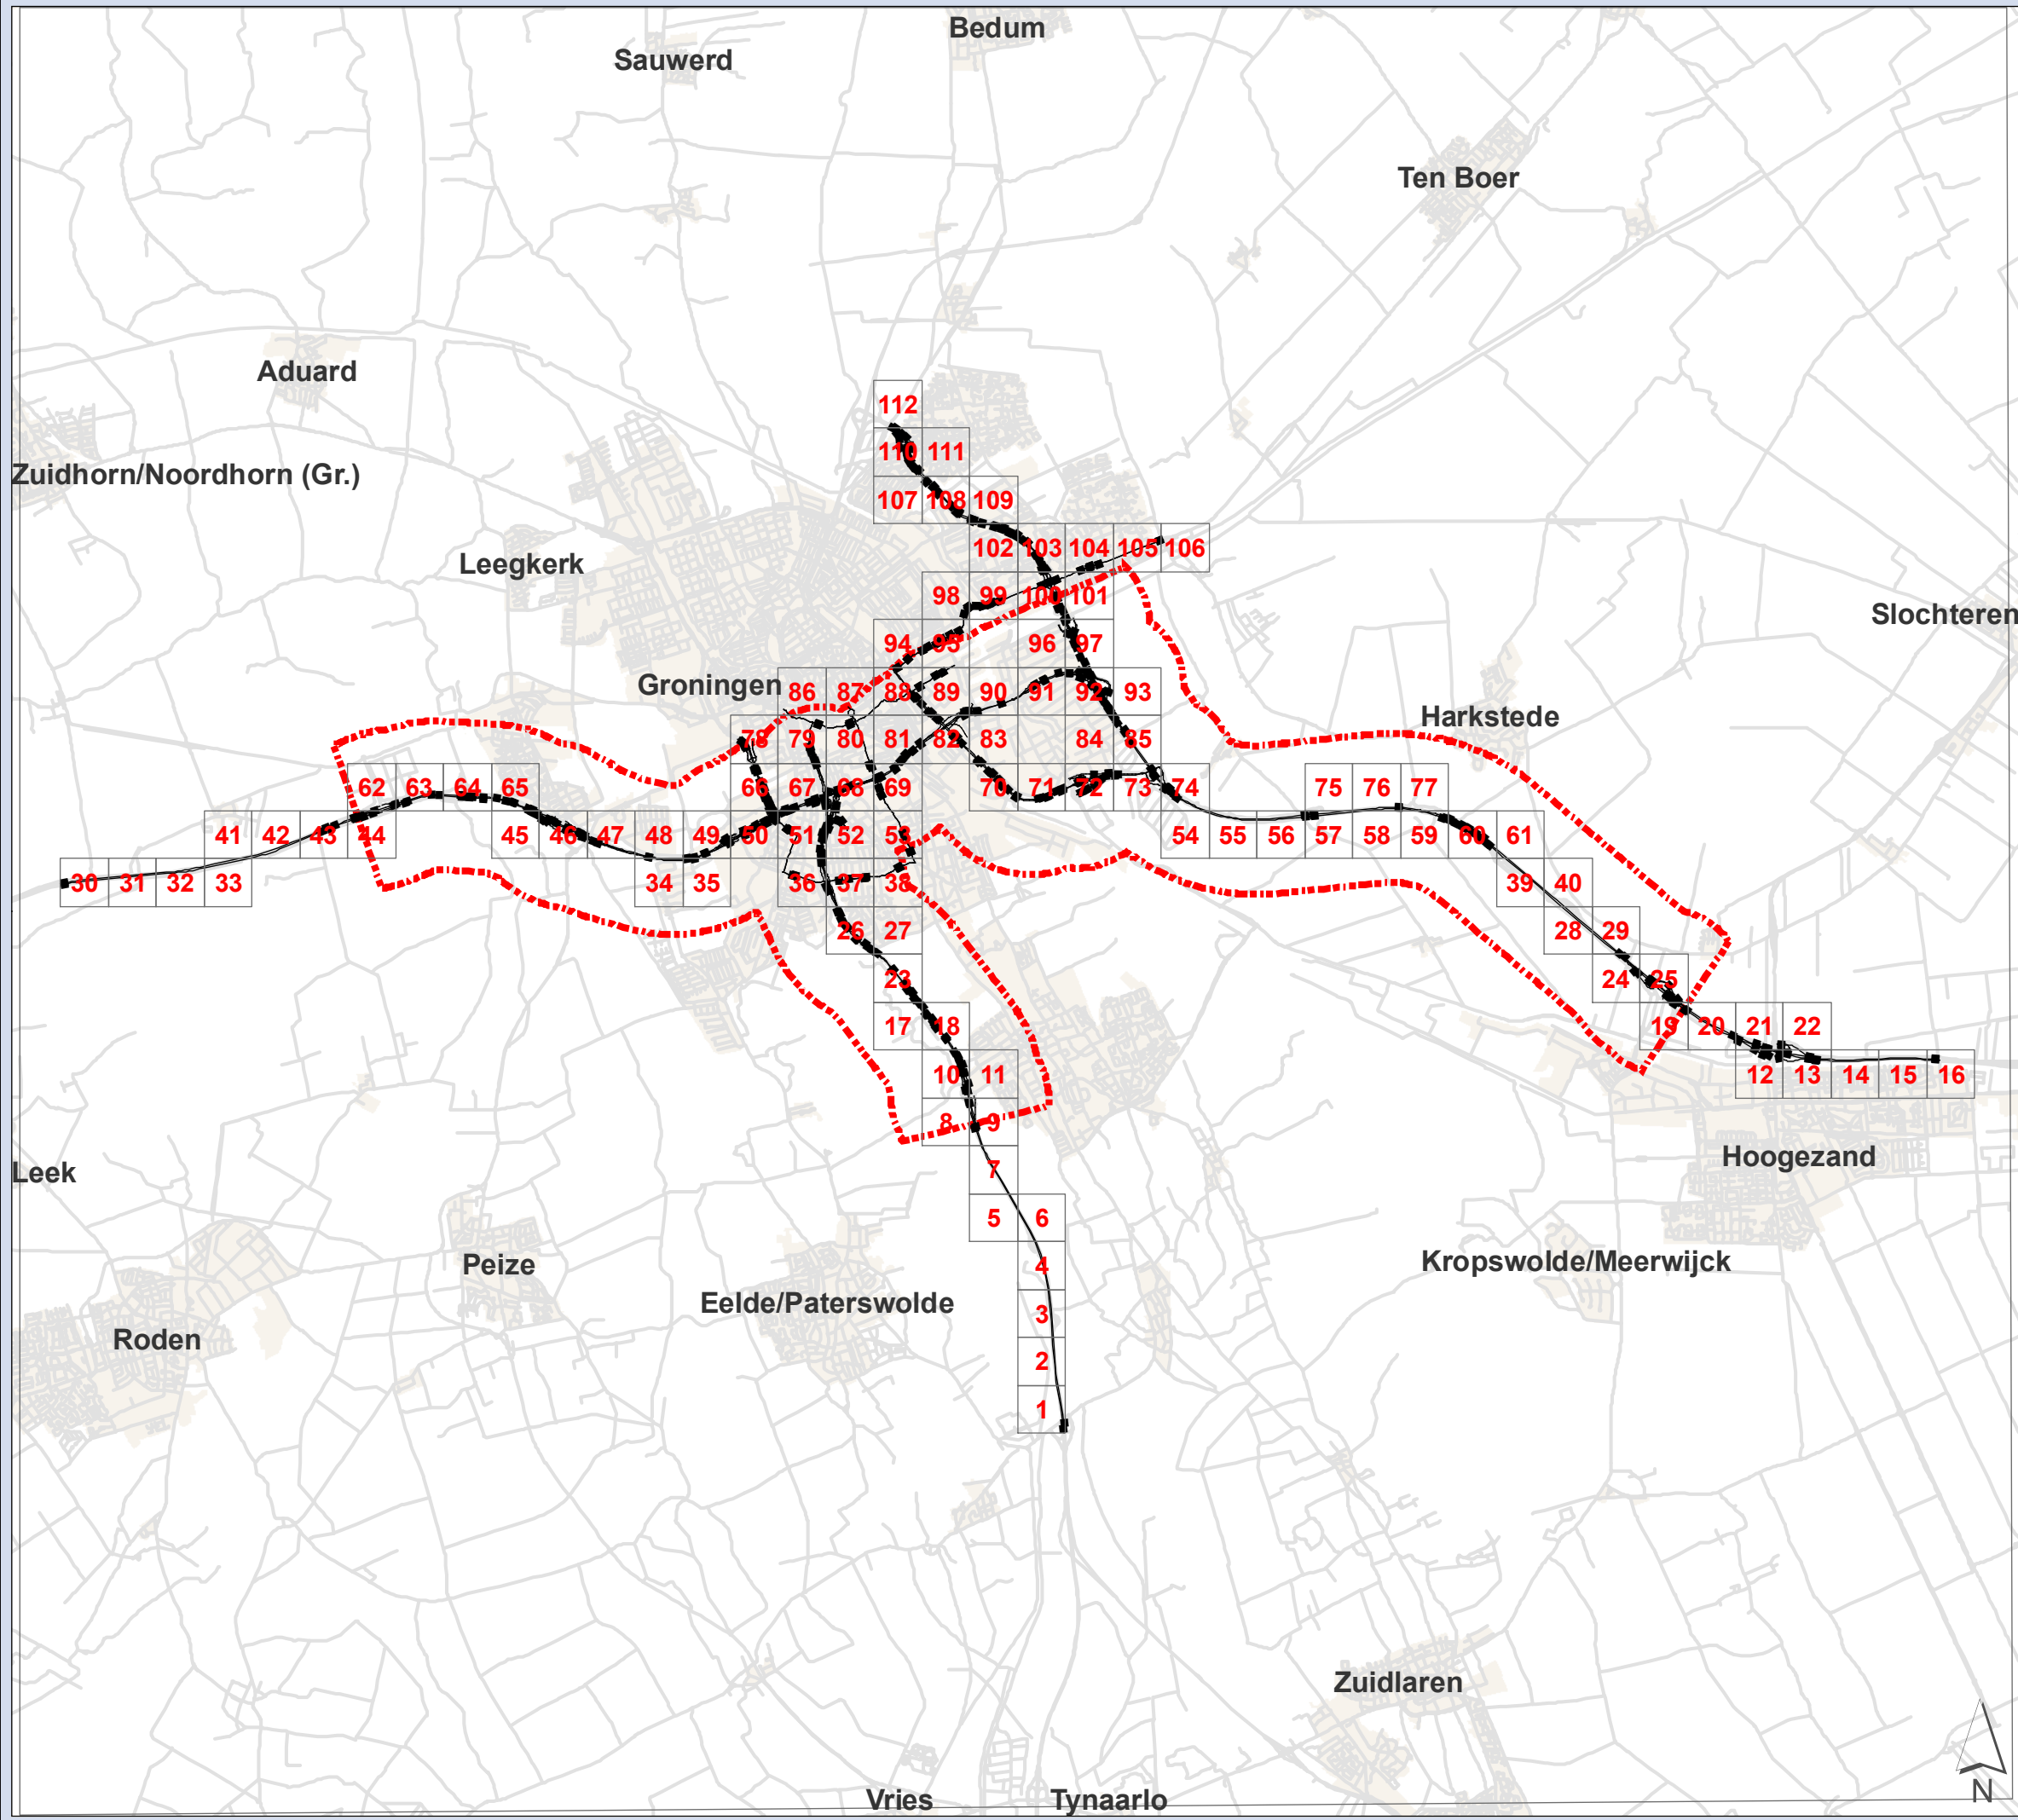 Bedum
Sauwerd
Ten Boer
Aduard
112
110 111
Zuidhorn/Noordhorn (Gr.)
107 108 109
102 103 104 105 106
Leegkerk
98 99 100 101
Slochteren
94 95 96 97
Groningen
86 87 88 89 90 91 92 93
Harkstede
78 79 80 81 82 83 84 85
62 63 64 65 66 67 68 69 70 71 72 73 74 75 76 77
41 42 43 44 45 46 47 48 49 50 51 52 53 54 55 56 57 58 59 60 61
30 31 32 33 34 35 36 37 38 39 40
26 27 28 29
23 24 25
17 18 19 20 21 22
10 11 12 13 14 15 16
8 9
Hoogezand
7
Leek
5 6
Kropswolde/Meerwijck
Peize
4
Eelde/Paterswolde
3
Roden
2
1
Zuidlaren
N
Vries Tynaarlo